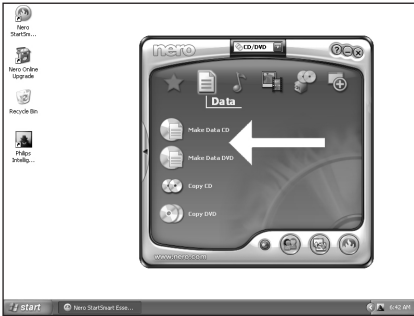 Nero
StartSm...
Nero Online
Upgrade
Recycle Bin
Philips
Intellig...
nero
CD/DVD
Data
Make Data CD
Make Data DVD
Copy CD
Copy DVD
www.nero.com
start
Nero StartSmart Esse...
6:42 AM